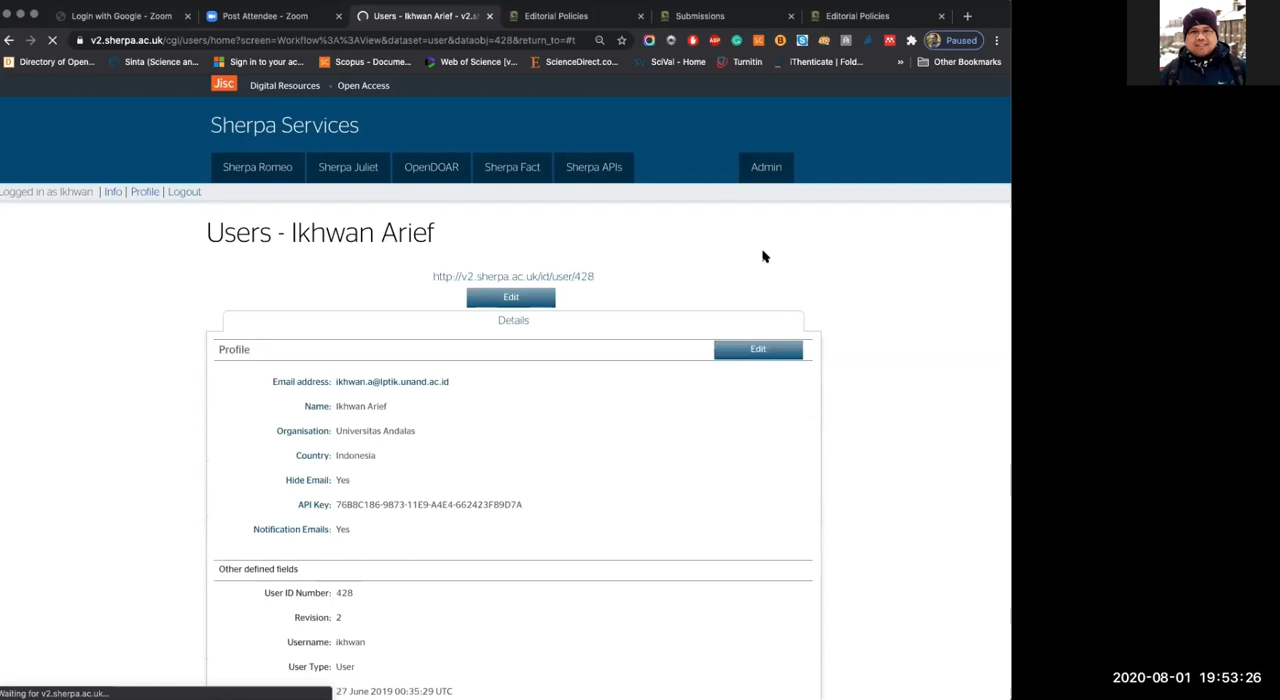 Login with Google - Zoom
Post Attendee - Zoom
Users - Ikhwan Arief - v2.s
Editorial Policies
Submissions
Editorial Policies
v2.sherpa.ac.uk/cgi/users/home?screen=Workflow%3A%3AView&dataset=user&dataobj=428&return_to=#t
Paused
Directory of Open...
Sinta (Science an...
Sign in to your ac...
Scopus - Docume...
Web of Science [v...
ScienceDirect.co...
SciVal - Home
Turnitin
iThenticate | Fold...
»
Other Bookmarks
Jisc
Digital Resources
Open Access
Sherpa Services
Sherpa Romeo
Sherpa Juliet
OpenDOAR
Sherpa Fact
Sherpa APIs
Admin
Logged in as Ikhwan | Info | Profile | Logout
Users - Ikhwan Arief
http://v2.sherpa.ac.uk/id/user/428
Edit
Details
Profile
Edit
Email address: ikhwan.a@lptik.unand.ac.id
Name: Ikhwan Arief
Organisation: Universitas Andalas
Country: Indonesia
Hide Email: Yes
API Key: 76B8C186-9873-11E9-A4E4-662423F89D7A
Notification Emails: Yes
Other defined fields
User ID Number: 428
Revision: 2
Username: ikhwan
User Type: User
27 June 2019 00:35:29 UTC
Waiting for v2.sherpa.ac.uk...
2020-08-01 19:53:26